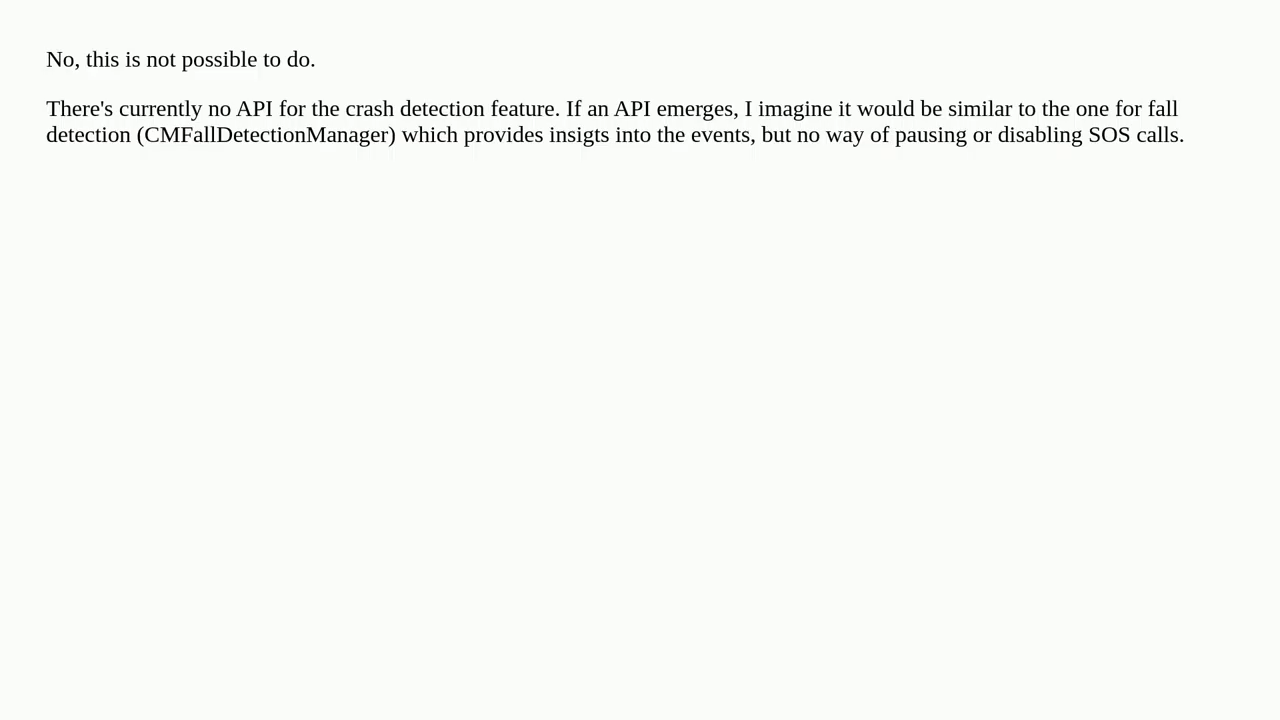 No, this is not possible to do.
There's currently no API for the crash detection feature. If an API emerges, I imagine it would be similar to the one for fall
detection (CMFallDetectionManager) which provides insigts into the events, but no way of pausing or disabling SOS calls.